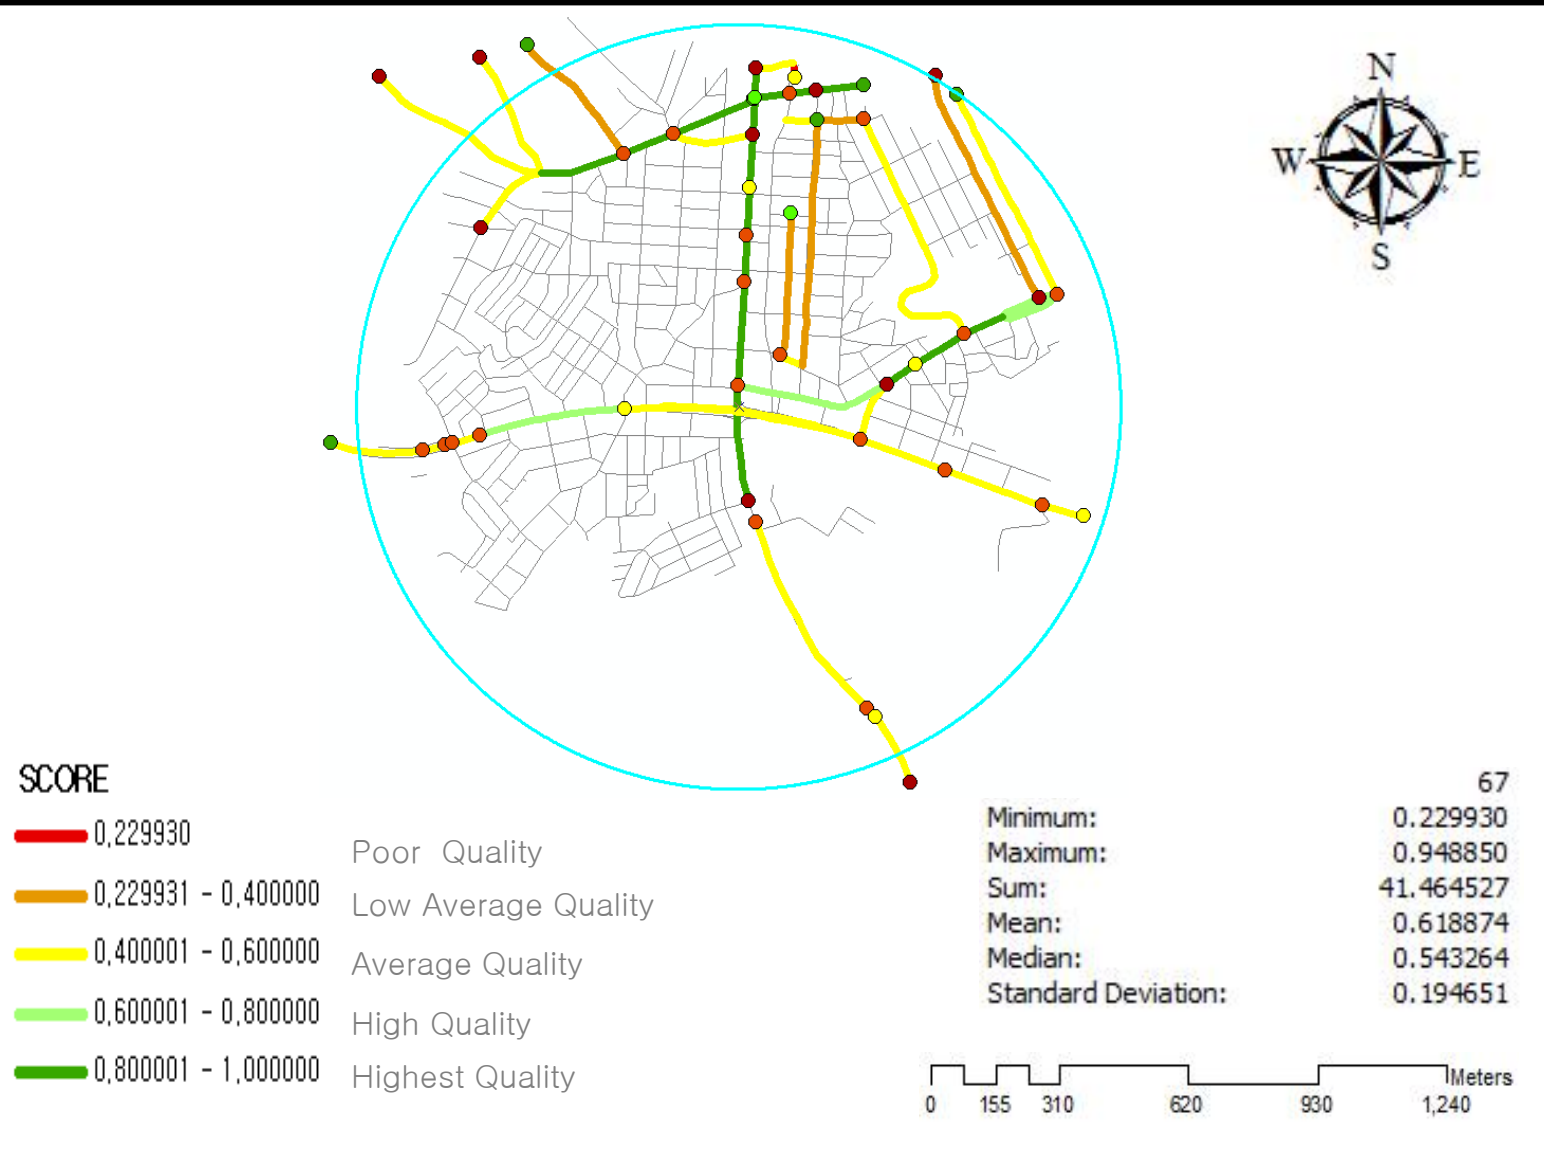 N
W E
S
SCORE
0,229930
Poor Quality
0,229931 - 0,400000
Low Average Quality
0,400001 - 0,600000
Average Quality
0,600001 - 0,800000
High Quality
0,800001 - 1,000000
Highest Quality
67
Minimum: 0.229930
Maximum: 0.948850
Sum: 41.464527
Mean: 0.618874
Median: 0.543264
Standard Deviation: 0.194651
Meters
0 155 310 620 930 1,240